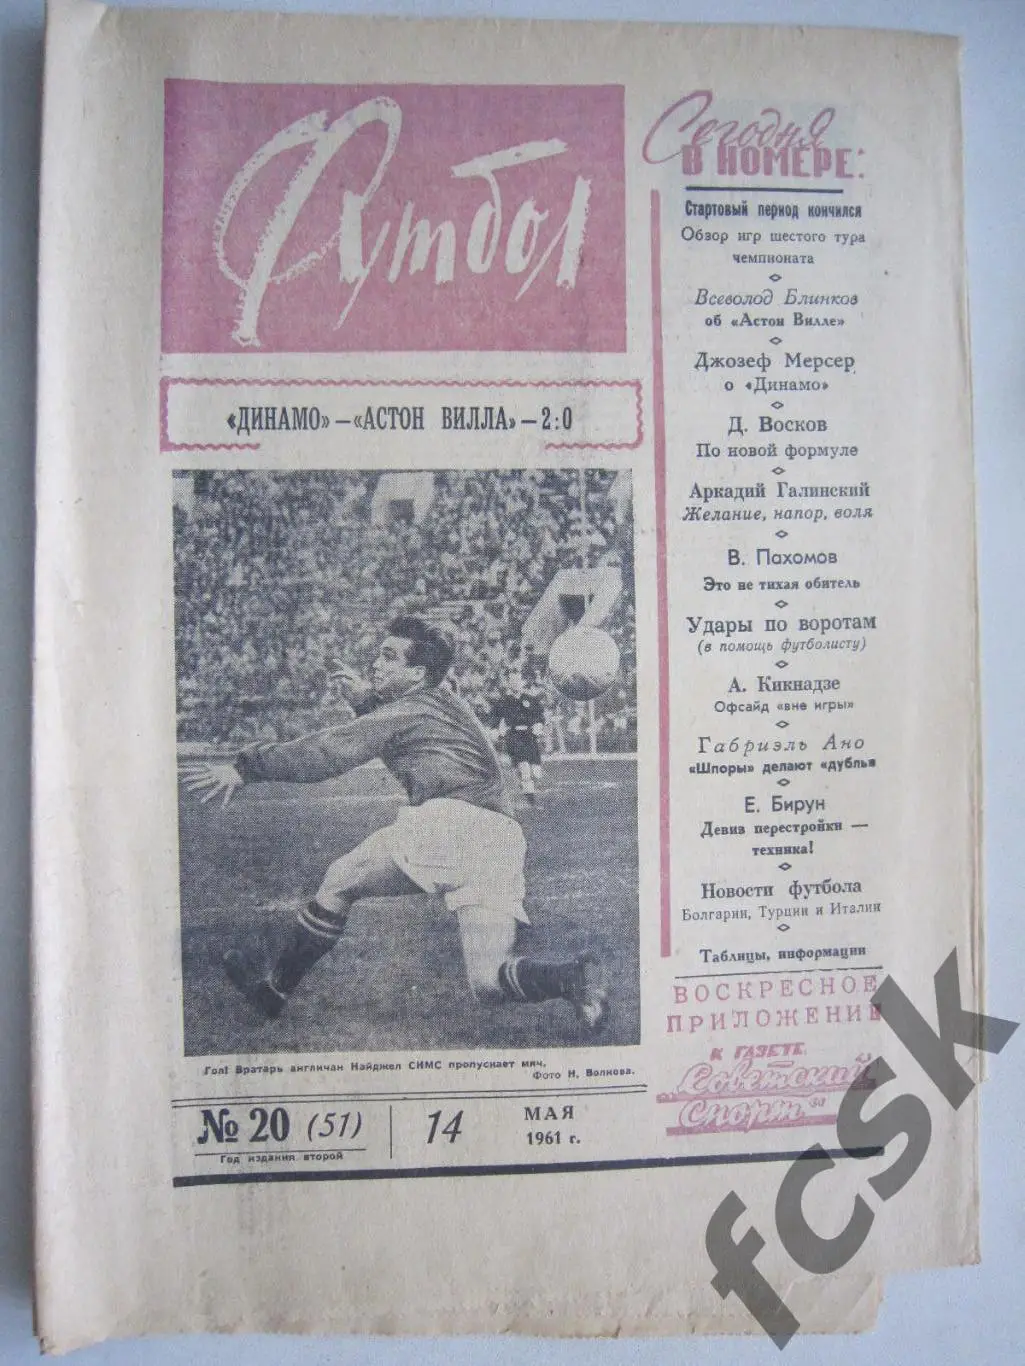 Футбол
«ДИНАМО» — «АСТОН ВИЛЛА» — 2:0
Гол! Вратарь англичан Найджел СИМС пропускает мяч.
Фото Н. Волкова.
№ 20 (51)
Год издания второй
14
МАЯ
1961 г.
Сегодня
В НОМЕРЕ:
Стартовый период кончился
Обзор игр шестого тура
чемпионата
Всеволод Блинков
об «Астон Вилле»
Джозеф Мерсер
о «Динамо»
Д. Восков
По новой формуле
Аркадий Галинский
Желание, напор, воля
В. Пахомов
Это не тихая обитель
Удары по воротам
(в помощь футболисту)
А. Кикнадзе
Офсайд «вне игры»
Габриэль Ано
«Шпоры» делают «дубль»
Е. Бирун
Девиз перестройки —
техника!
Новости футбола
Болгарии, Турции и Италии
Таблицы, информации
ВОСКРЕСНОЕ
ПРИЛОЖЕНИЕ
К ГАЗЕТЕ
„Советский
спорт“
fcsk